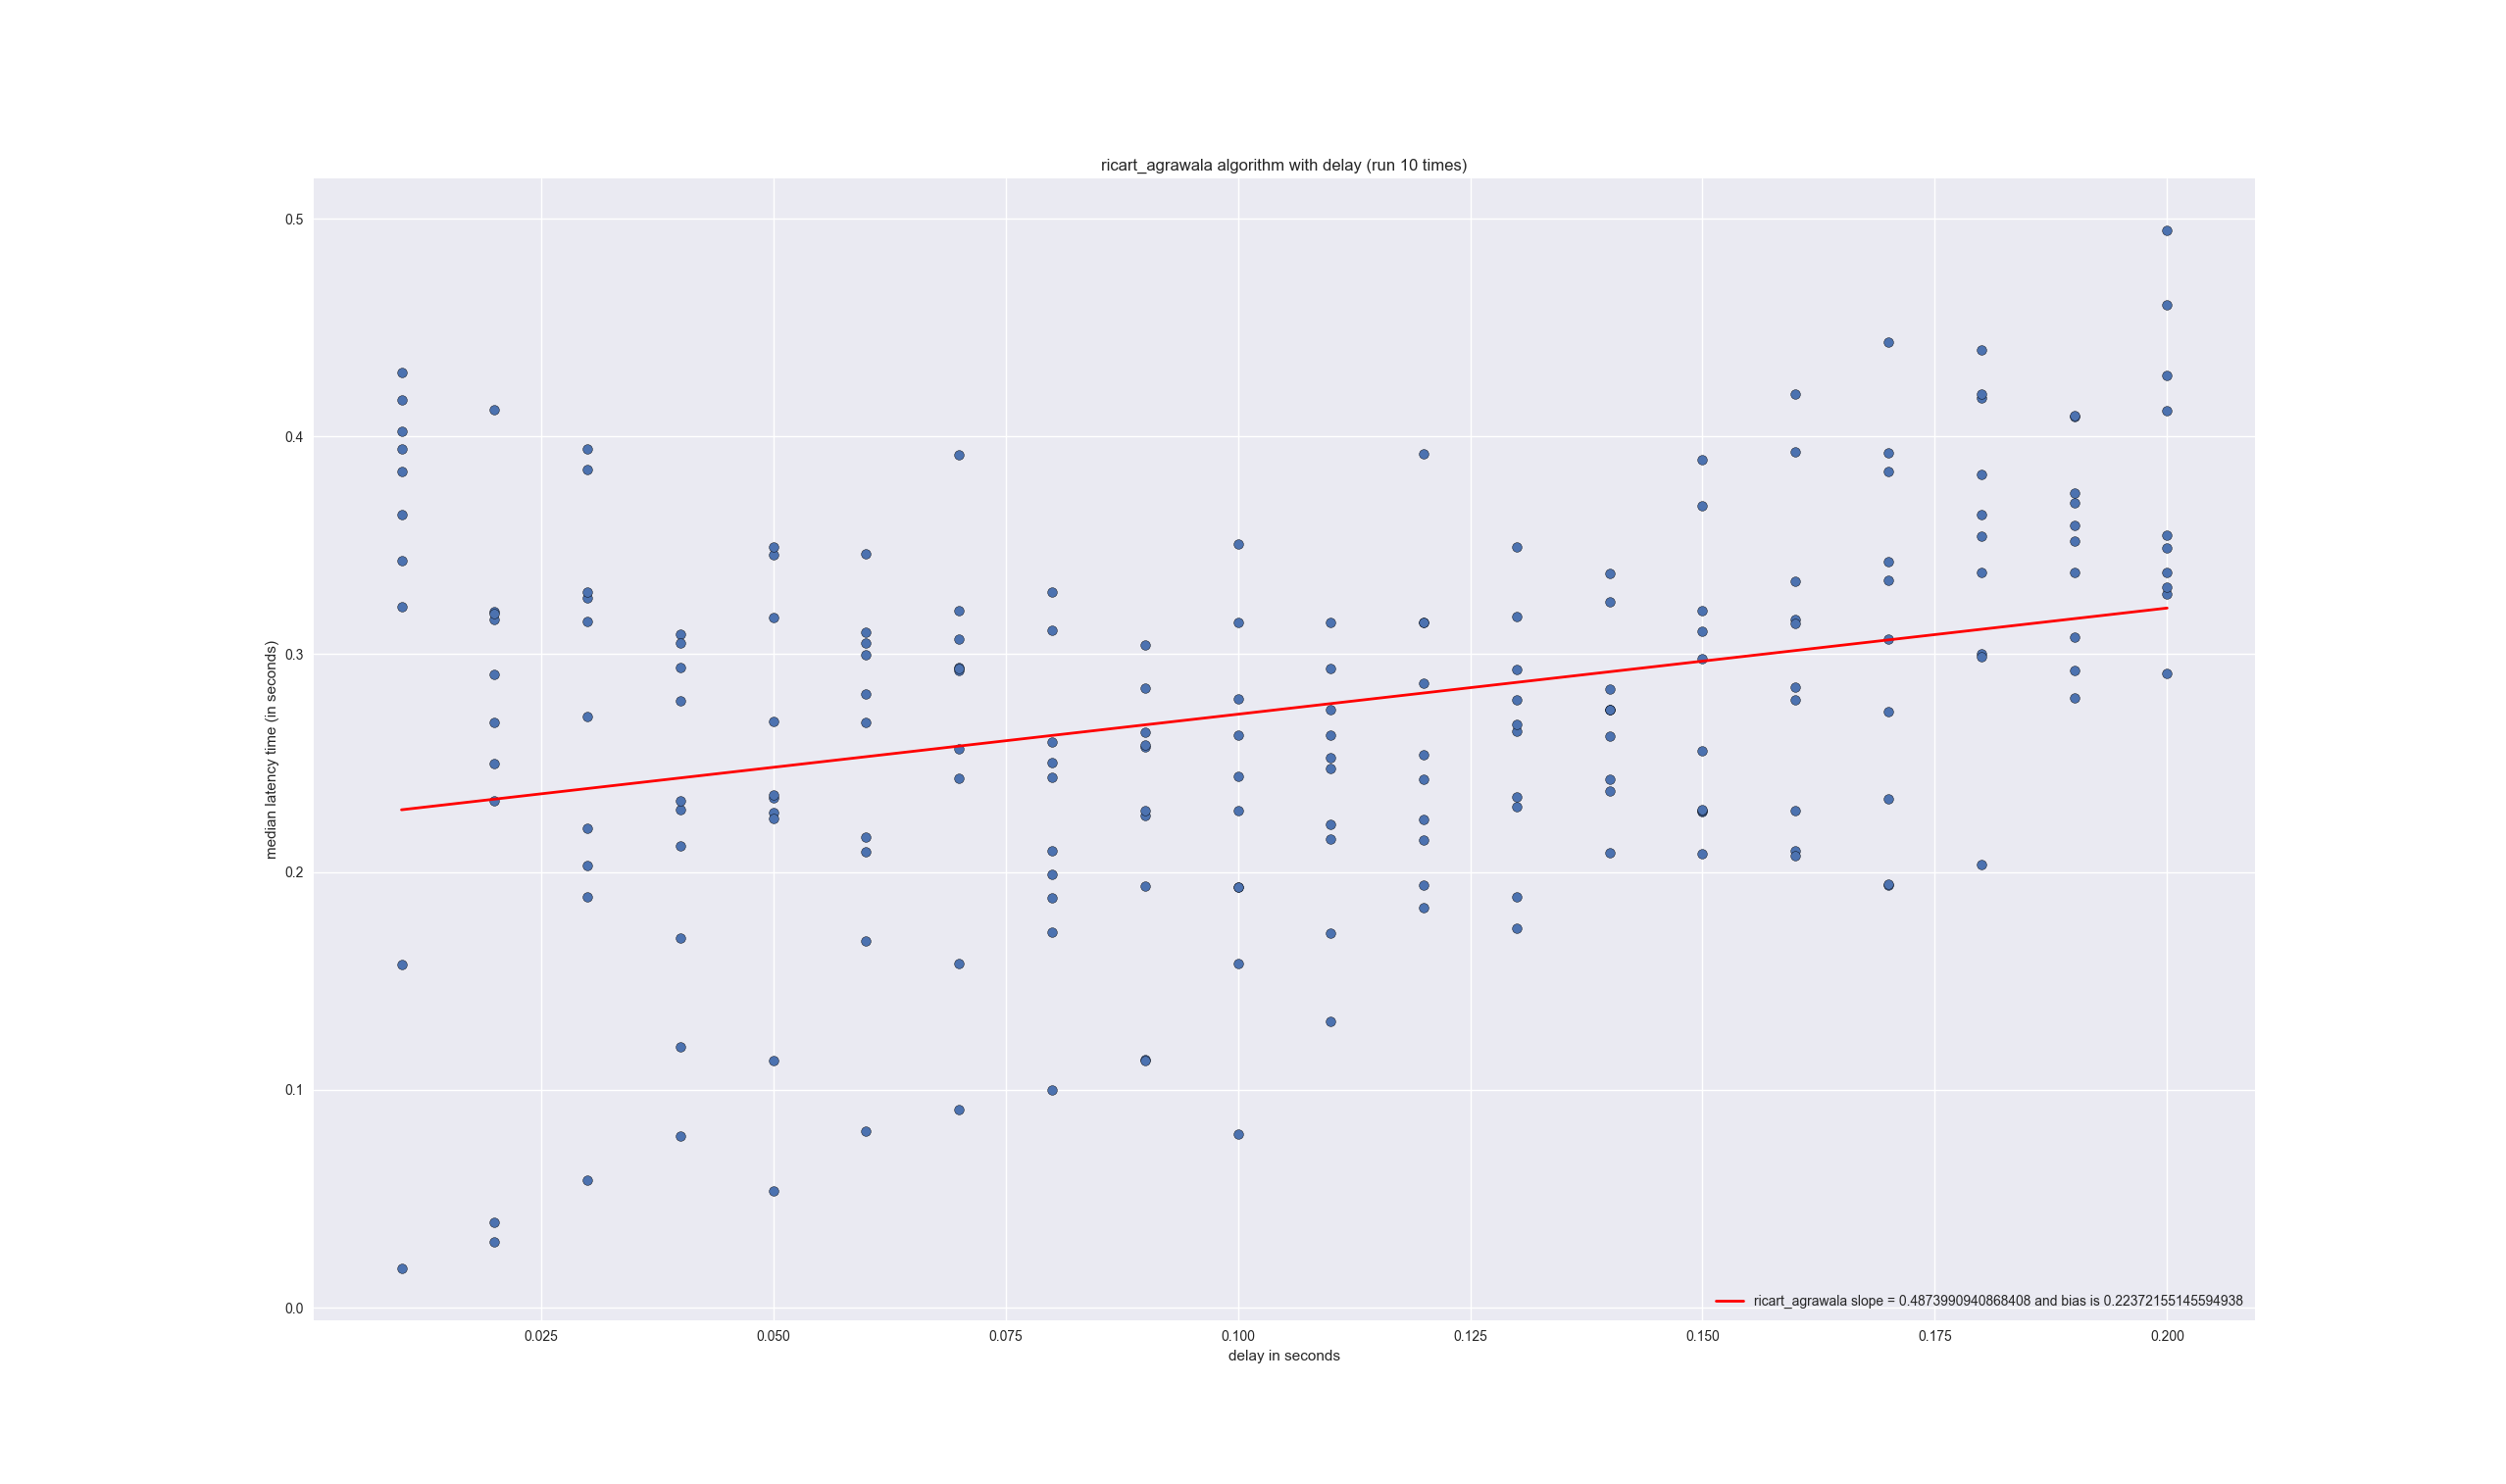 ricart_agrawala algorithm with delay (run 10 times)
0.5
0.4
0.3
0.2
0.1
0.0
median latency time (in seconds)
ricart_agrawala slope = 0.4873990940868408 and bias is 0.22372155145594938
0.025 0.050 0.075 0.100 0.125 0.150 0.175 0.200
delay in seconds